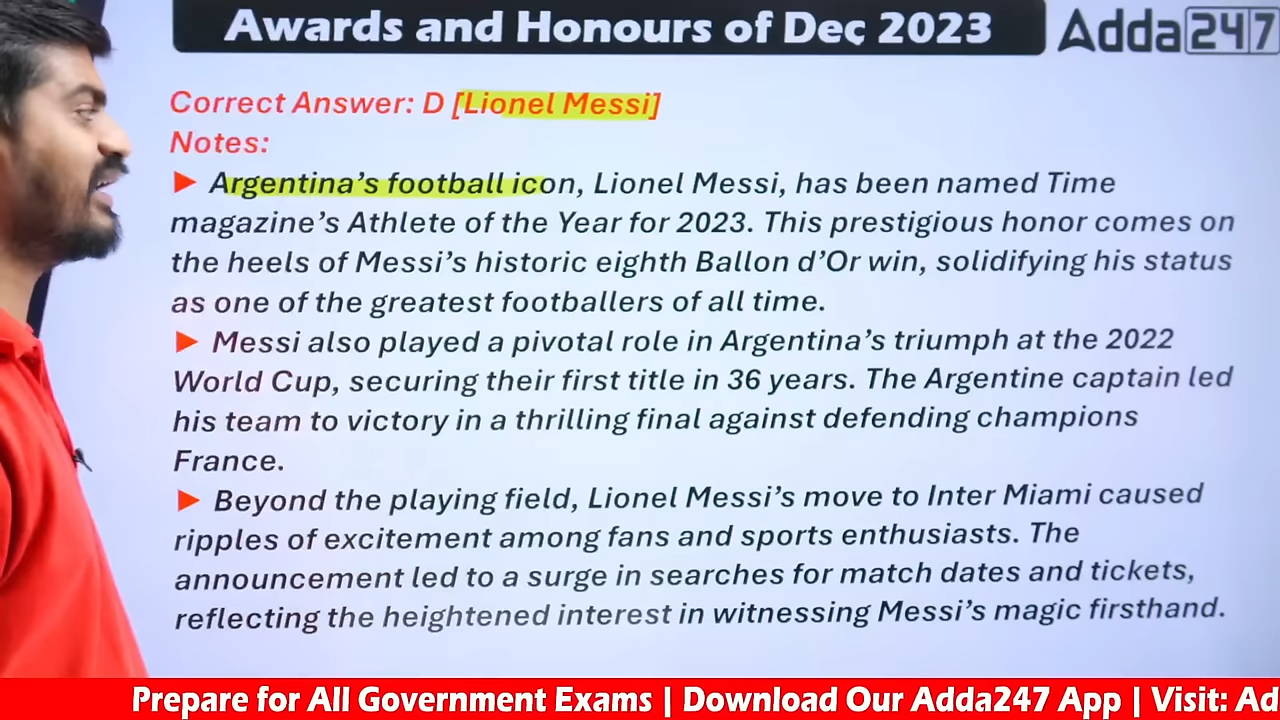 Awards and Honours of Dec 2023
Adda247
Correct Answer: D [Lionel Messi]
Notes:
► Argentina’s football icon, Lionel Messi, has been named Time
magazine’s Athlete of the Year for 2023. This prestigious honor comes on
the heels of Messi’s historic eighth Ballon d’Or win, solidifying his status
as one of the greatest footballers of all time.
► Messi also played a pivotal role in Argentina’s triumph at the 2022
World Cup, securing their first title in 36 years. The Argentine captain led
his team to victory in a thrilling final against defending champions
France.
► Beyond the playing field, Lionel Messi’s move to Inter Miami caused
ripples of excitement among fans and sports enthusiasts. The
announcement led to a surge in searches for match dates and tickets,
reflecting the heightened interest in witnessing Messi’s magic firsthand.
Prepare for All Government Exams | Download Our Adda247 App | Visit: Ad